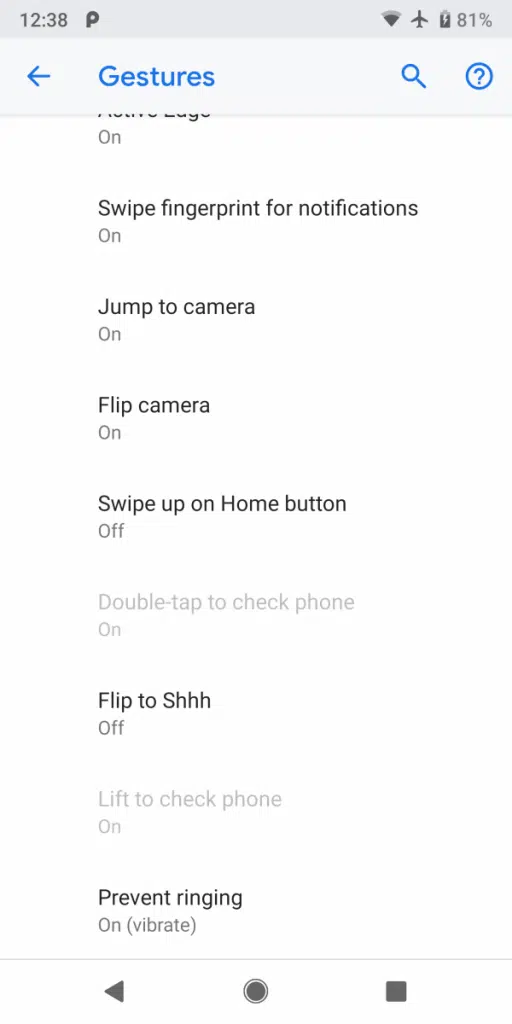 12:38
81%
Gestures
Active Edge
On
Swipe fingerprint for notifications
On
Jump to camera
On
Flip camera
On
Swipe up on Home button
Off
Double-tap to check phone
On
Flip to Shhh
Off
Lift to check phone
On
Prevent ringing
On (vibrate)